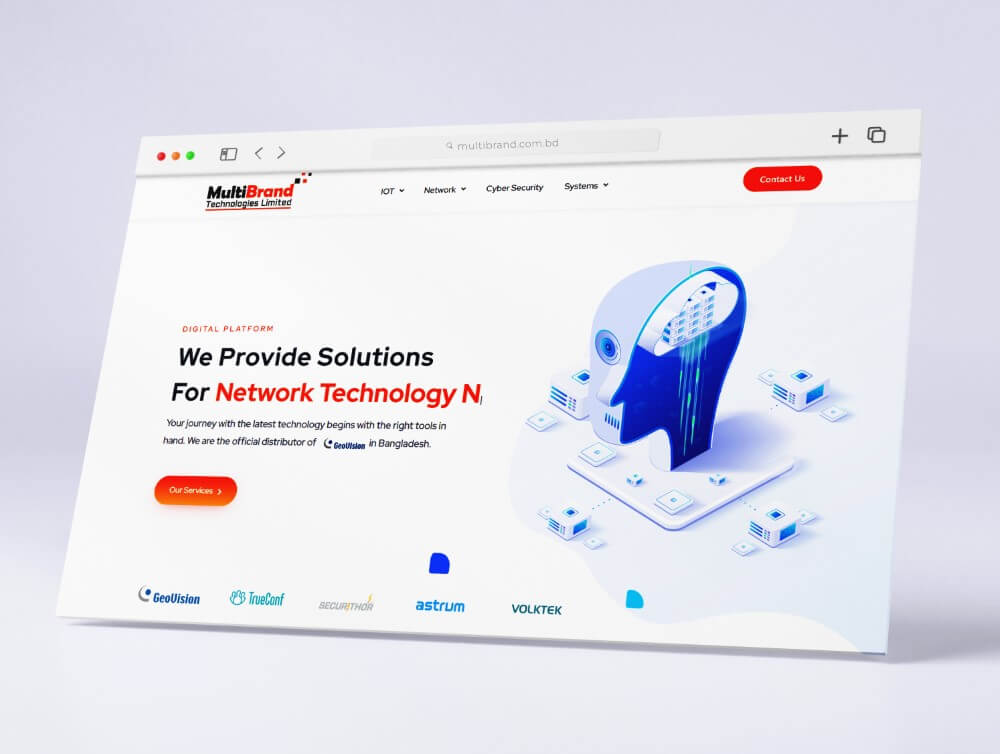 multibrand.com.bd
MultiBrand
Technologies Limited
IOT
Network
Cyber Security
Systems
Contact Us
DIGITAL PLATFORM
We Provide Solutions
For Network Technology N
Your journey with the latest technology begins with the right tools in
hand. We are the official distributor of GeoVision in Bangladesh.
Our Services
GeoVision
TrueConf
SECURITHOR
astrum
VOLKTEK